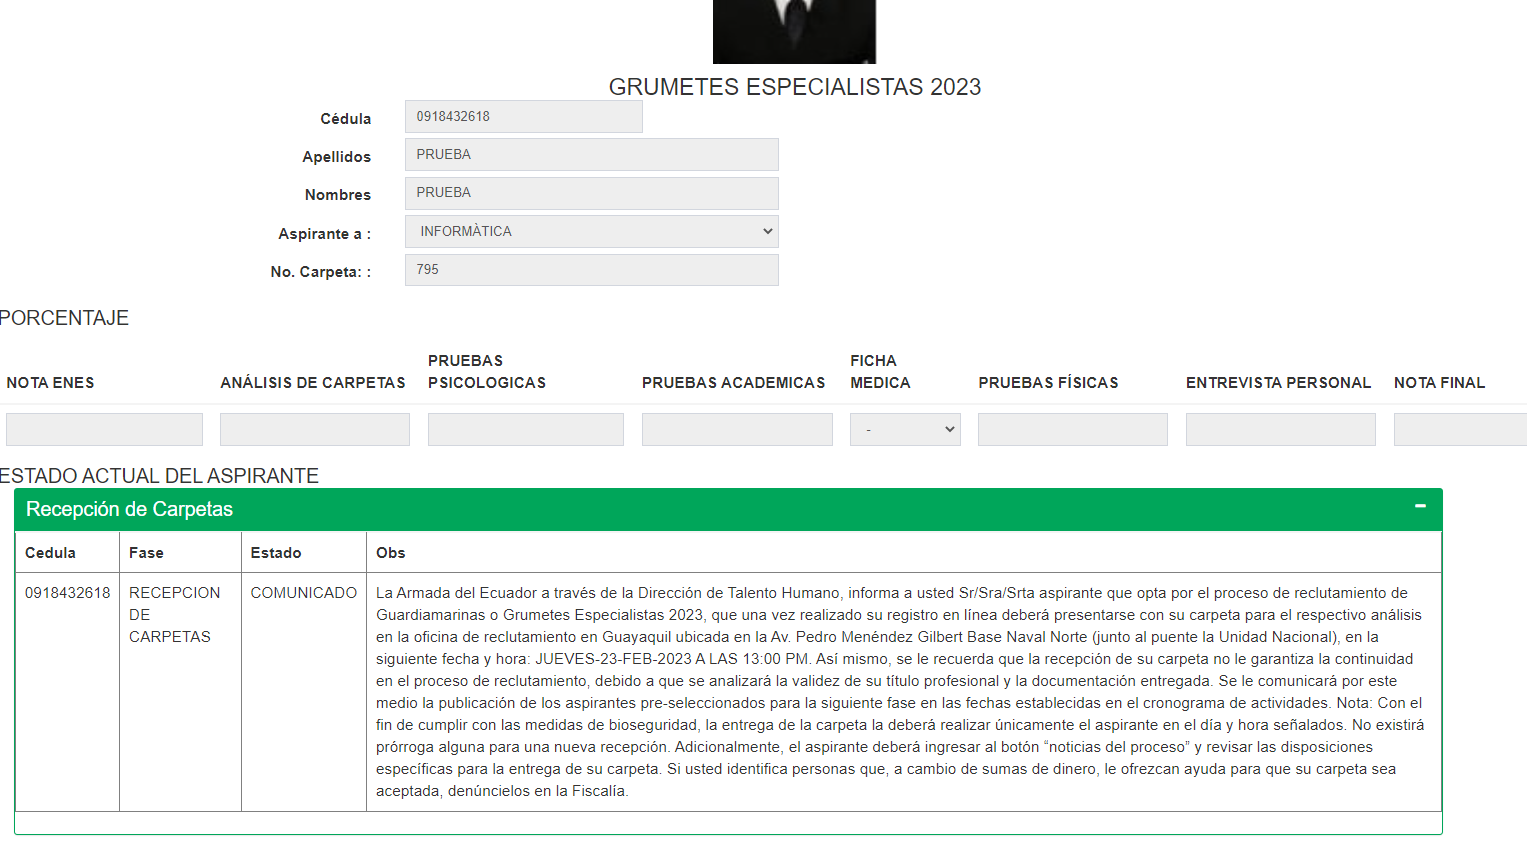 GRUMETES ESPECIALISTAS 2023
Cédula 0918432618
Apellidos PRUEBA
Nombres PRUEBA
Aspirante a : INFORMÀTICA
No. Carpeta: : 795
PORCENTAJE
NOTA ENES ANÁLISIS DE CARPETAS PRUEBAS PSICOLOGICAS PRUEBAS ACADEMICAS FICHA MEDICA PRUEBAS FÍSICAS ENTREVISTA PERSONAL NOTA FINAL
-
ESTADO ACTUAL DEL ASPIRANTE
Recepción de Carpetas
Cedula Fase Estado Obs
0918432618 RECEPCION DE CARPETAS COMUNICADO
La Armada del Ecuador a través de la Dirección de Talento Humano, informa a usted Sr/Sra/Srta aspirante que opta por el proceso de reclutamiento de
Guardiamarinas o Grumetes Especialistas 2023, que una vez realizado su registro en línea deberá presentarse con su carpeta para el respectivo análisis
en la oficina de reclutamiento en Guayaquil ubicada en la Av. Pedro Menéndez Gilbert Base Naval Norte (junto al puente la Unidad Nacional), en la
siguiente fecha y hora: JUEVES-23-FEB-2023 A LAS 13:00 PM. Así mismo, se le recuerda que la recepción de su carpeta no le garantiza la continuidad
en el proceso de reclutamiento, debido a que se analizará la validez de su título profesional y la documentación entregada. Se le comunicará por este
medio la publicación de los aspirantes pre-seleccionados para la siguiente fase en las fechas establecidas en el cronograma de actividades. Nota: Con el
fin de cumplir con las medidas de bioseguridad, la entrega de la carpeta la deberá realizar únicamente el aspirante en el día y hora señalados. No existirá
prórroga alguna para una nueva recepción. Adicionalmente, el aspirante deberá ingresar al botón “noticias del proceso” y revisar las disposiciones
específicas para la entrega de su carpeta. Si usted identifica personas que, a cambio de sumas de dinero, le ofrezcan ayuda para que su carpeta sea
aceptada, denúncielos en la Fiscalía.